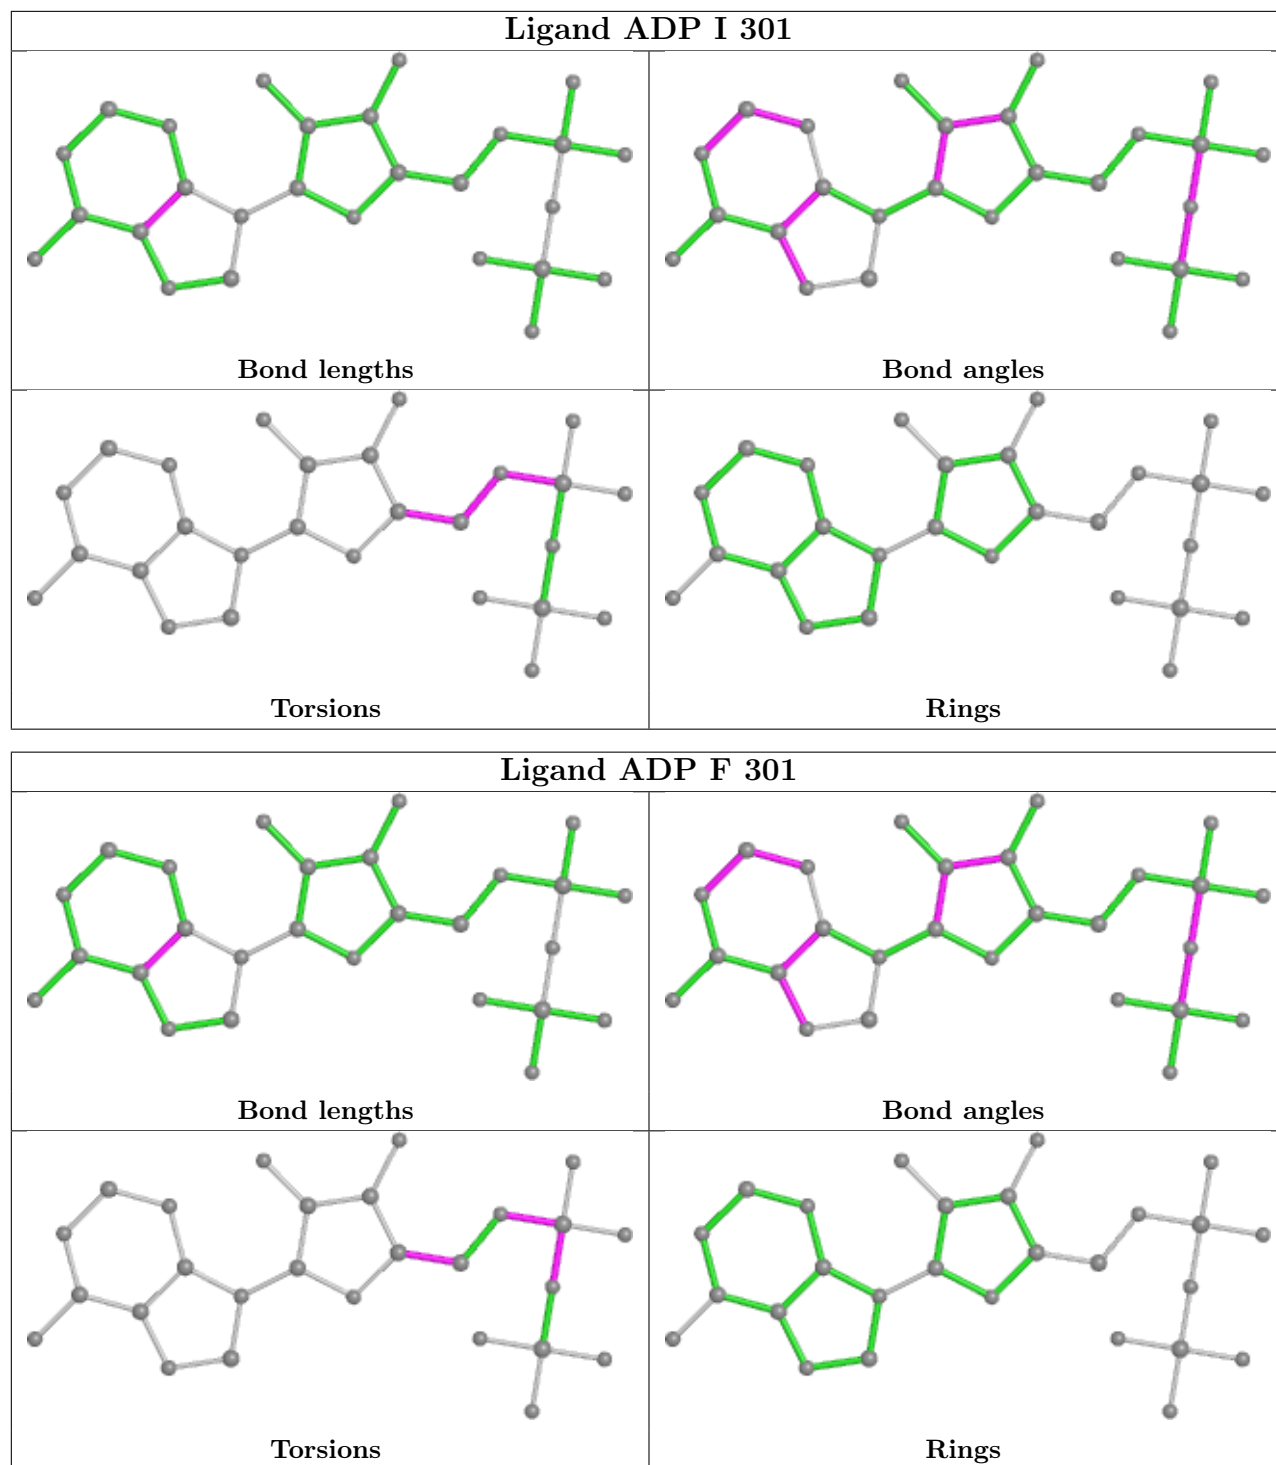 Ligand ADP I 301
Bond lengths
Bond angles
Torsions
Rings
Ligand ADP F 301
Bond lengths
Bond angles
Torsions
Rings